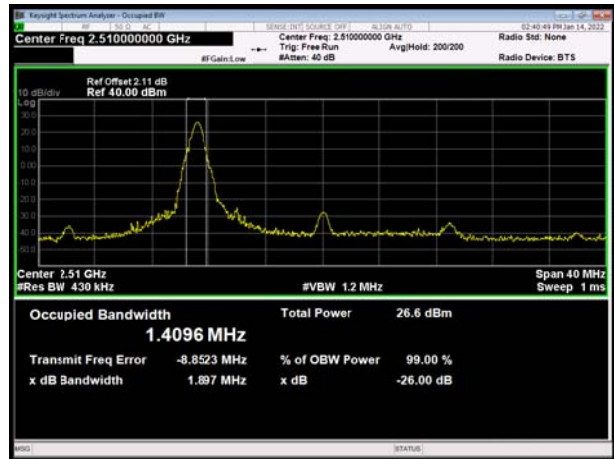 Keysight Spectrum Analyzer - Occupied BW
RF 50 Ω AC SENSE:INT SOURCE OFF ALIGN AUTO 02:40:49 PM Jan 14, 2022
Center Freq 2.510000000 GHz Center Freq: 2.510000000 GHz Radio Std: None
Trig: Free Run Avg|Hold: 200/200
#IFGain:Low #Atten: 40 dB Radio Device: BTS
Ref Offset 2.11 dB
10 dB/div Ref 40.00 dBm
Log
30.0
20.0
10.0
0.00
-10.0
-20.0
-30.0
-40.0
-50.0
Center 2.51 GHz Span 40 MHz
#Res BW 430 kHz #VBW 1.2 MHz Sweep 1 ms
Occupied Bandwidth Total Power 26.6 dBm
1.4096 MHz
Transmit Freq Error -8.8523 MHz % of OBW Power 99.00 %
x dB Bandwidth 1.897 MHz x dB -26.00 dB
MSG STATUS